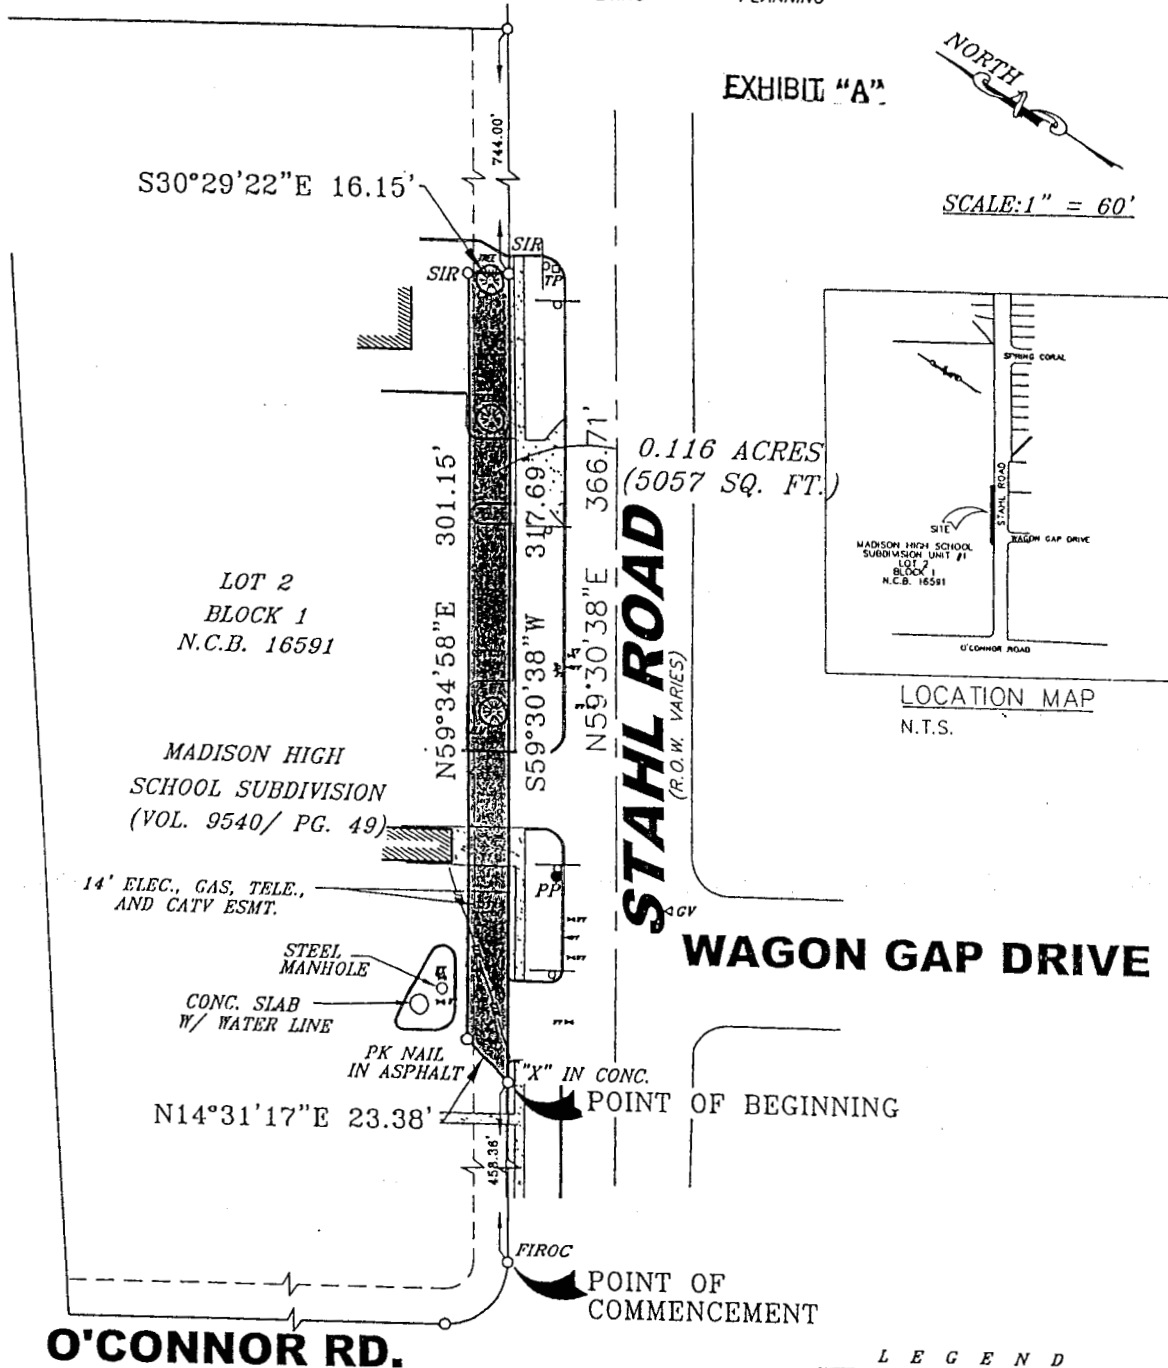 PLANNING
EXHIBIT "A"
NORTH
SCALE:1" = 60'
744.00'
S30°29'22"E 16.15'
SIR
TREE
SIR
TP
SPRING CORAL
STAHL ROAD
SITE
WAGON GAP DRIVE
MADISON HIGH SCHOOL
SUBDIVISION UNIT #1
LOT 2
BLOCK 1
N.C.B. 16591
O'CONNOR ROAD
LOCATION MAP
N.T.S.
0.116 ACRES
(5057 SQ. FT.)
N59°34'58"E 301.15'
S59°30'38"W 317.69'
N59°30'38"E 366.71'
STAHL ROAD
(R.O.W. VARIES)
LOT 2
BLOCK 1
N.C.B. 16591
MADISON HIGH
SCHOOL SUBDIVISION
(VOL. 9540/ PG. 49)
14' ELEC., GAS, TELE.,
AND CATV ESMT.
PP
GV
WAGON GAP DRIVE
STEEL
MANHOLE
CONC. SLAB
W/ WATER LINE
PK NAIL
IN ASPHALT
"X" IN CONC.
POINT OF BEGINNING
N14°31'17"E 23.38'
458.36'
FIROC
POINT OF
COMMENCEMENT
O'CONNOR RD.
L E G E N D